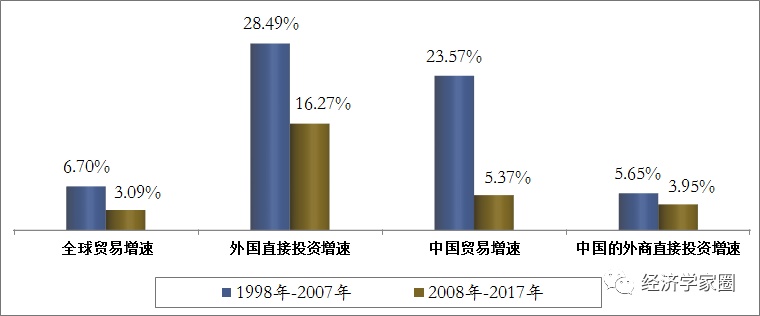 28.49%
23.57%
16.27%
6.70%
3.09%
5.37%
5.65%
3.95%
全球贸易增速
外国直接投资增速
中国贸易增速
中国的外商直接投资增速
1998年-2007年
2008年-2017年
经济学家圈